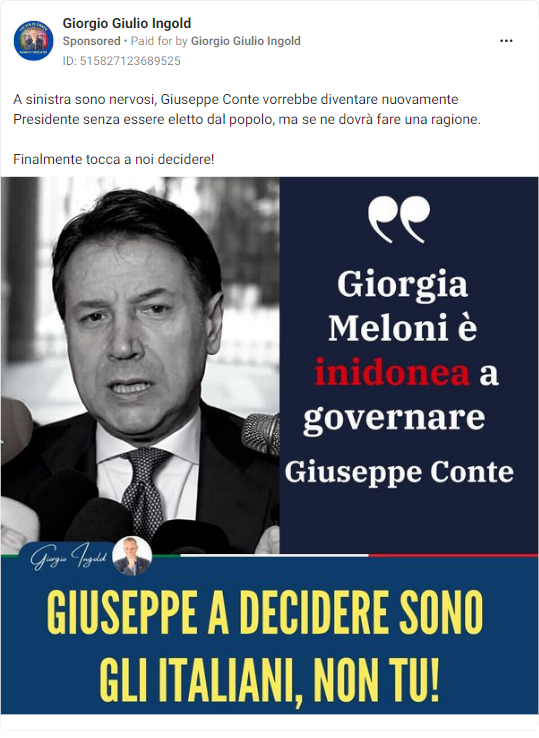 Giorgio Giulio Ingold
Sponsored • Paid for by Giorgio Giulio Ingold
ID: 515827123689525
A sinistra sono nervosi, Giuseppe Conte vorrebbe diventare nuovamente
Presidente senza essere eletto dal popolo, ma se ne dovrà fare una ragione.
Finalmente tocca a noi decidere!
Giorgia
Meloni è
inidonea a
governare
Giuseppe Conte
Giorgio Ingold
GIUSEPPE A DECIDERE SONO
GLI ITALIANI, NON TU!